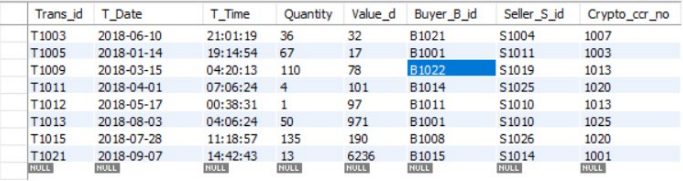 Trans_id T_Date T_Time Quantity Value_d Buyer_B_id Seller_S_id Crypto_ccr_no
T1003 2018-06-10 21:01:19 36 32 B1021 S1004 1007
T1005 2018-01-14 19:14:54 67 17 B1001 S1011 1003
T1009 2018-03-15 04:20:13 110 78 B1022 S1019 1013
T1011 2018-04-01 07:06:24 4 101 B1014 S1025 1020
T1012 2018-05-17 00:38:31 1 97 B1011 S1010 1013
T1013 2018-08-03 04:06:24 50 971 B1001 S1010 1025
T1015 2018-07-28 11:18:57 135 190 B1008 S1026 1020
T1021 2018-09-07 14:42:43 13 6236 B1015 S1014 1001
NULL NULL NULL NULL NULL NULL NULL NULL